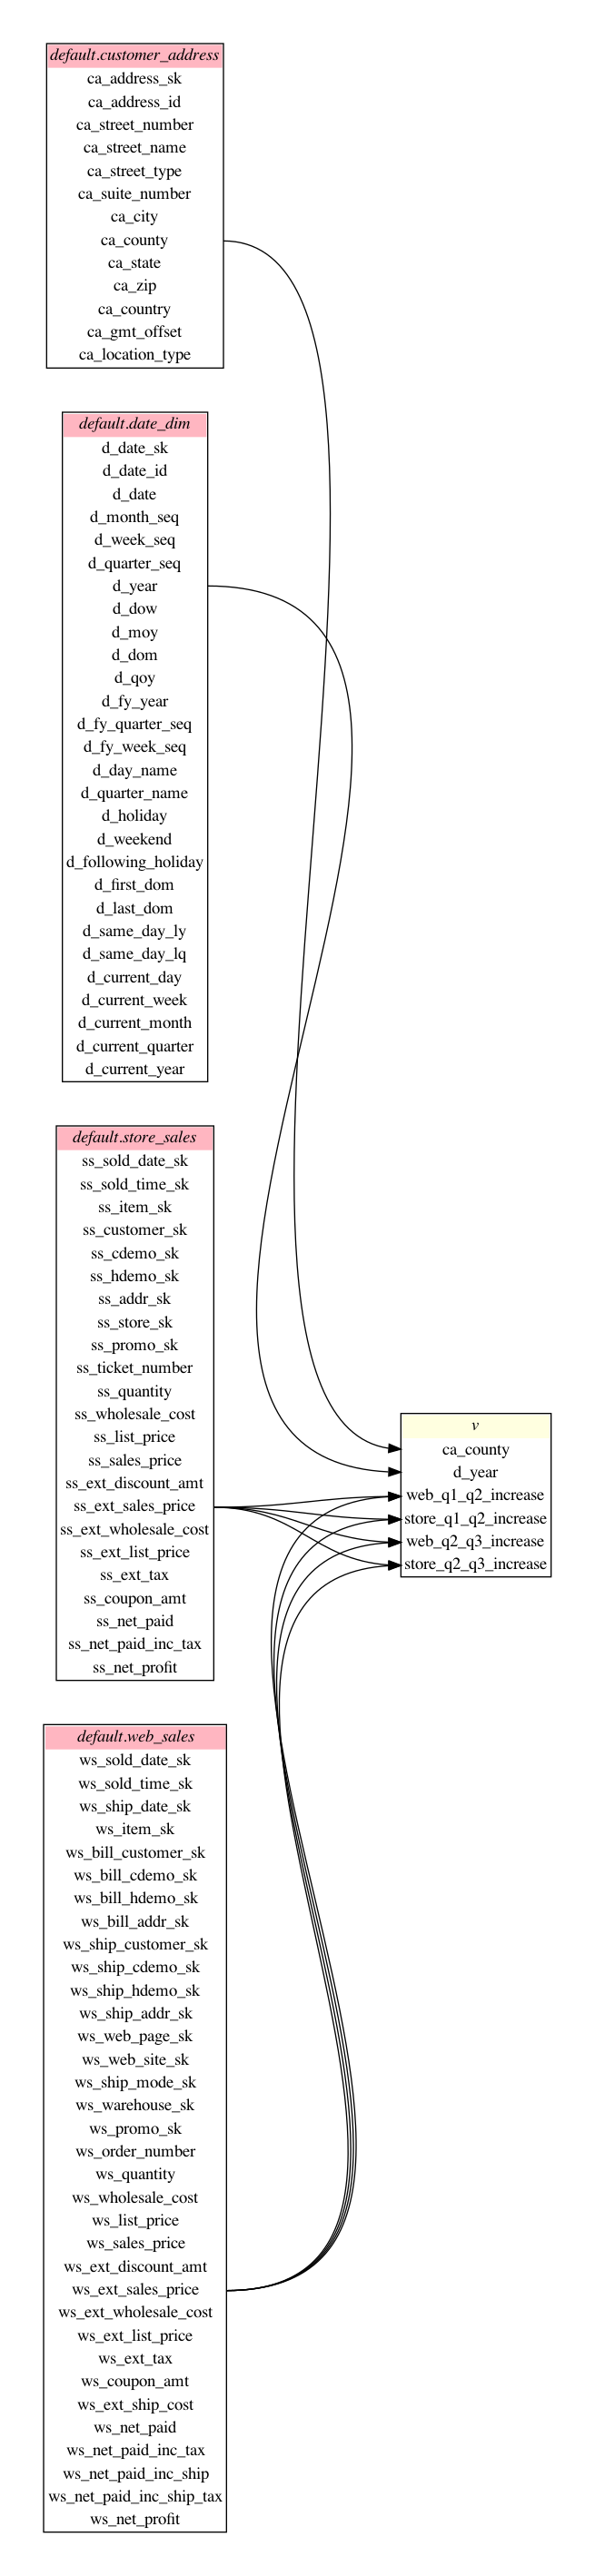 default.customer_address
ca_address_sk
ca_address_id
ca_street_number
ca_street_name
ca_street_type
ca_suite_number
ca_city
ca_county
ca_state
ca_zip
ca_country
ca_gmt_offset
ca_location_type
default.date_dim
d_date_sk
d_date_id
d_date
d_month_seq
d_week_seq
d_quarter_seq
d_year
d_dow
d_moy
d_dom
d_qoy
d_fy_year
d_fy_quarter_seq
d_fy_week_seq
d_day_name
d_quarter_name
d_holiday
d_weekend
d_following_holiday
d_first_dom
d_last_dom
d_same_day_ly
d_same_day_lq
d_current_day
d_current_week
d_current_month
d_current_quarter
d_current_year
default.store_sales
ss_sold_date_sk
ss_sold_time_sk
ss_item_sk
ss_customer_sk
ss_cdemo_sk
ss_hdemo_sk
ss_addr_sk
ss_store_sk
ss_promo_sk
ss_ticket_number
ss_quantity
ss_wholesale_cost
ss_list_price
ss_sales_price
ss_ext_discount_amt
ss_ext_sales_price
ss_ext_wholesale_cost
ss_ext_list_price
ss_ext_tax
ss_coupon_amt
ss_net_paid
ss_net_paid_inc_tax
ss_net_profit
default.web_sales
ws_sold_date_sk
ws_sold_time_sk
ws_ship_date_sk
ws_item_sk
ws_bill_customer_sk
ws_bill_cdemo_sk
ws_bill_hdemo_sk
ws_bill_addr_sk
ws_ship_customer_sk
ws_ship_cdemo_sk
ws_ship_hdemo_sk
ws_ship_addr_sk
ws_web_page_sk
ws_web_site_sk
ws_ship_mode_sk
ws_warehouse_sk
ws_promo_sk
ws_order_number
ws_quantity
ws_wholesale_cost
ws_list_price
ws_sales_price
ws_ext_discount_amt
ws_ext_sales_price
ws_ext_wholesale_cost
ws_ext_list_price
ws_ext_tax
ws_coupon_amt
ws_ext_ship_cost
ws_net_paid
ws_net_paid_inc_tax
ws_net_paid_inc_ship
ws_net_paid_inc_ship_tax
ws_net_profit
v
ca_county
d_year
web_q1_q2_increase
store_q1_q2_increase
web_q2_q3_increase
store_q2_q3_increase